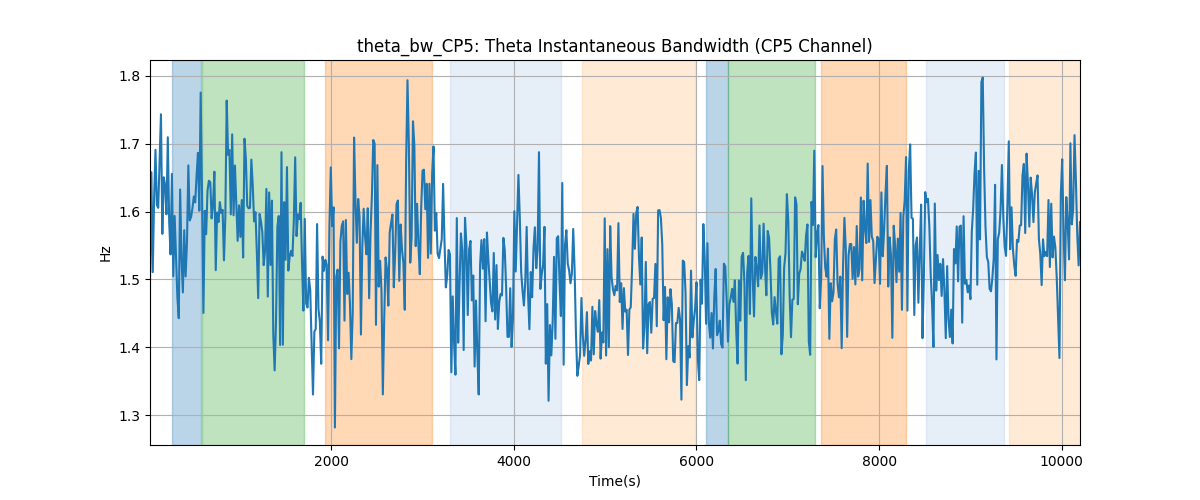 theta_bw_CP5: Theta Instantaneous Bandwidth (CP5 Channel)
1.8
1.7
1.6
1.5
1.4
1.3
Hz
2000 4000 6000 8000 10000
Time(s)